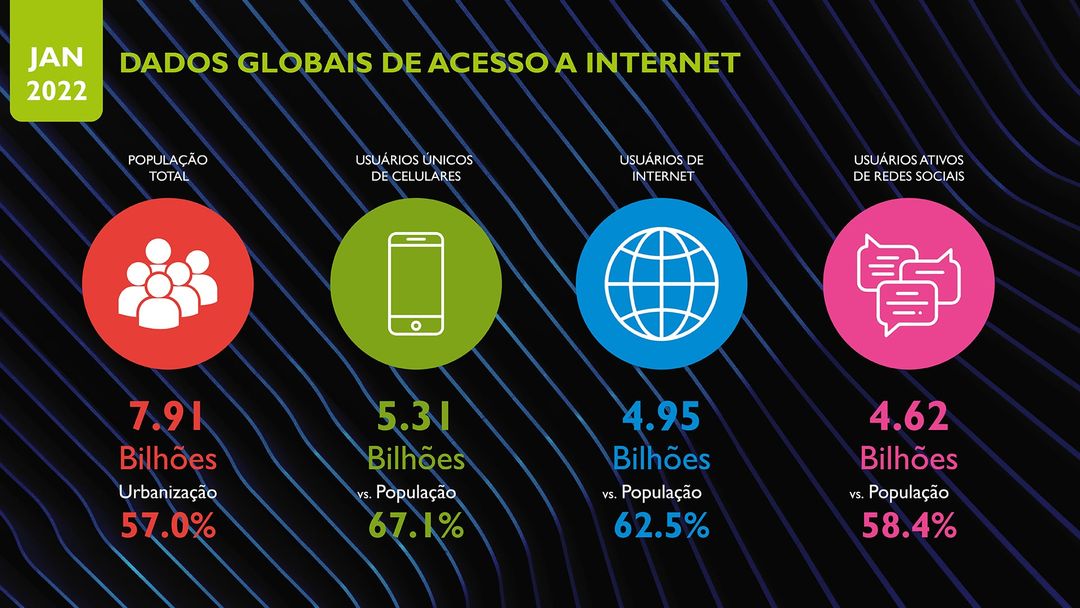 JAN
2022
DADOS GLOBAIS DE ACESSO A INTERNET
POPULAÇÃO
TOTAL
7.91
Bilhões
Urbanização
57.0%
USUÁRIOS ÚNICOS
DE CELULARES
5.31
Bilhões
vs. População
67.1%
USUÁRIOS DE
INTERNET
4.95
Bilhões
vs. População
62.5%
USUÁRIOS ATIVOS
DE REDES SOCIAIS
4.62
Bilhões
vs. População
58.4%